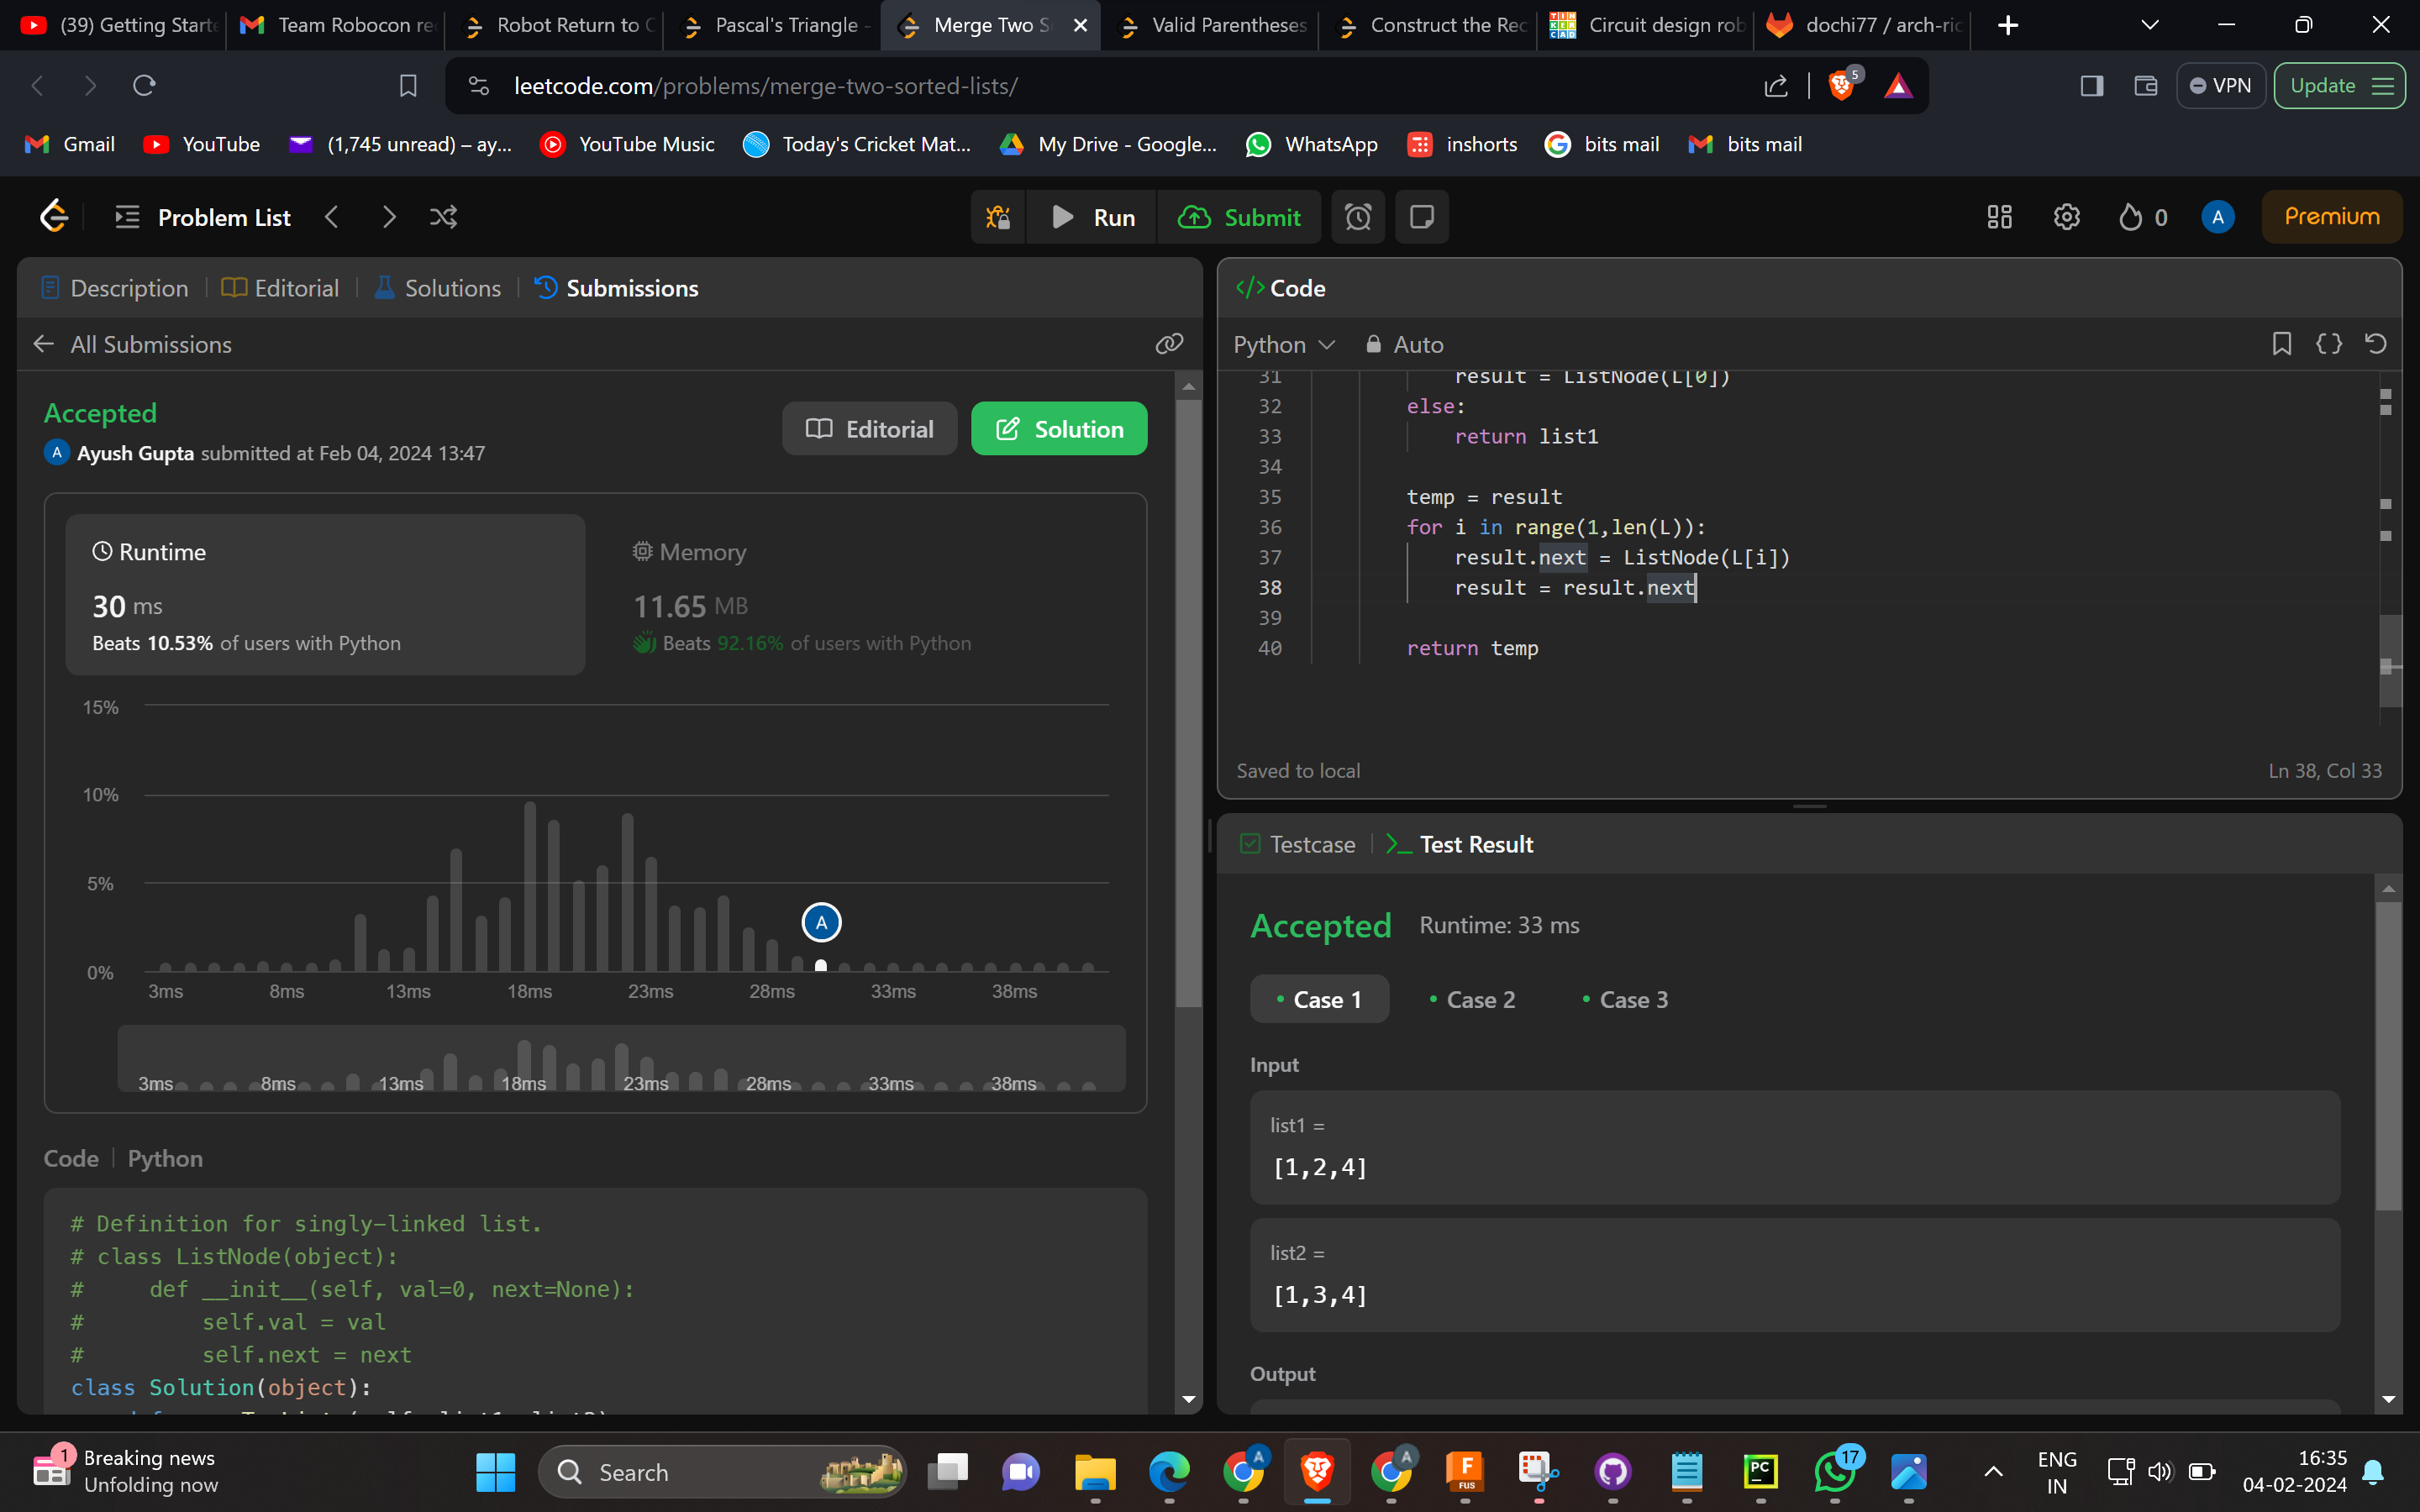 (39) Getting Starte
Team Robocon re
Robot Return to C
Pascal's Triangle -
Merge Two S
Valid Parentheses
Construct the Rec
Circuit design rob
dochi77 / arch-ric
leetcode.com/problems/merge-two-sorted-lists/
5
VPN
Update
Gmail
YouTube
(1,745 unread) – ay...
YouTube Music
Today's Cricket Mat...
My Drive - Google...
WhatsApp
inshorts
bits mail
bits mail
Problem List
Run
Submit
0
A
Premium
Description
Editorial
Solutions
Submissions
All Submissions
Accepted
A Ayush Gupta submitted at Feb 04, 2024 13:47
Editorial
Solution
Runtime
30 ms
Beats 10.53% of users with Python
Memory
11.65 MB
Beats 92.16% of users with Python
15%
10%
5%
0%
A
3ms 8ms 13ms 18ms 23ms 28ms 33ms 38ms
3ms 8ms 13ms 18ms 23ms 28ms 33ms 38ms
Code | Python
# Definition for singly-linked list.
# class ListNode(object):
#     def __init__(self, val=0, next=None):
#         self.val = val
#         self.next = next
class Solution(object):
</> Code
Python
Auto
31 result = ListNode(L[0])
32 else:
33 return list1
34
35 temp = result
36 for i in range(1,len(L)):
37 result.next = ListNode(L[i])
38 result = result.next
39
40 return temp
Saved to local
Ln 38, Col 33
Testcase
Test Result
Accepted Runtime: 33 ms
Case 1
Case 2
Case 3
Input
list1 =
[1,2,4]
list2 =
[1,3,4]
Output
1
Breaking news
Unfolding now
Search
A
A
F
FUS
PC
17
ENG
IN
16:35
04-02-2024